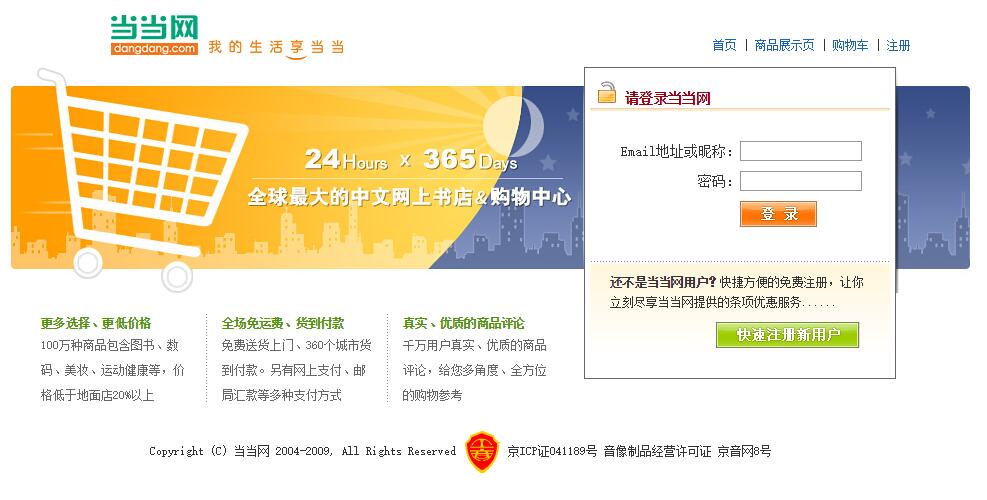 当当网
dangdang.com
我的生活享当当
首页 | 商品展示页 | 购物车 | 注册
24Hours x 365Days
全球最大的中文网上书店&购物中心
请登录当当网
Email地址或昵称：
密码：
登 录
还不是当当网用户？快捷方便的免费注册，让你
立刻尽享当当网提供的条项优惠服务......
快速注册新用户
更多选择、更低价格
100万种商品包含图书、数
码、美妆、运动健康等，价
格低于地面店20%以上
全场免运费、货到付款
免费送货上门、360个城市货
到付款。另有网上支付、邮
局汇款等多种支付方式
真实、优质的商品评论
千万用户真实、优质的商品
评论，给您多角度、全方位
的购物参考
Copyright (C) 当当网 2004-2009, All Rights Reserved 京ICP证041189号 音像制品经营许可证 京音网8号